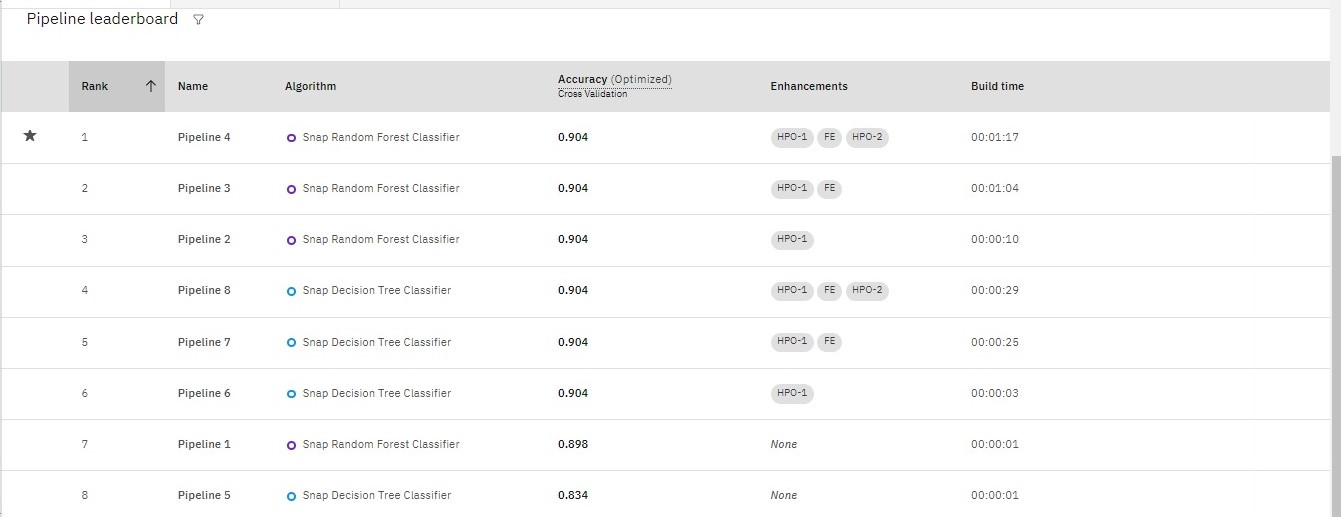 Pipeline leaderboard
Rank Name Algorithm Accuracy (Optimized) Enhancements Build time
Cross Validation
1 Pipeline 4 Snap Random Forest Classifier 0.904 HPO-1 FE HPO-2 00:01:17
2 Pipeline 3 Snap Random Forest Classifier 0.904 HPO-1 FE 00:01:04
3 Pipeline 2 Snap Random Forest Classifier 0.904 HPO-1 00:00:10
4 Pipeline 8 Snap Decision Tree Classifier 0.904 HPO-1 FE HPO-2 00:00:29
5 Pipeline 7 Snap Decision Tree Classifier 0.904 HPO-1 FE 00:00:25
6 Pipeline 6 Snap Decision Tree Classifier 0.904 HPO-1 00:00:03
7 Pipeline 1 Snap Random Forest Classifier 0.898 None 00:00:01
8 Pipeline 5 Snap Decision Tree Classifier 0.834 None 00:00:01